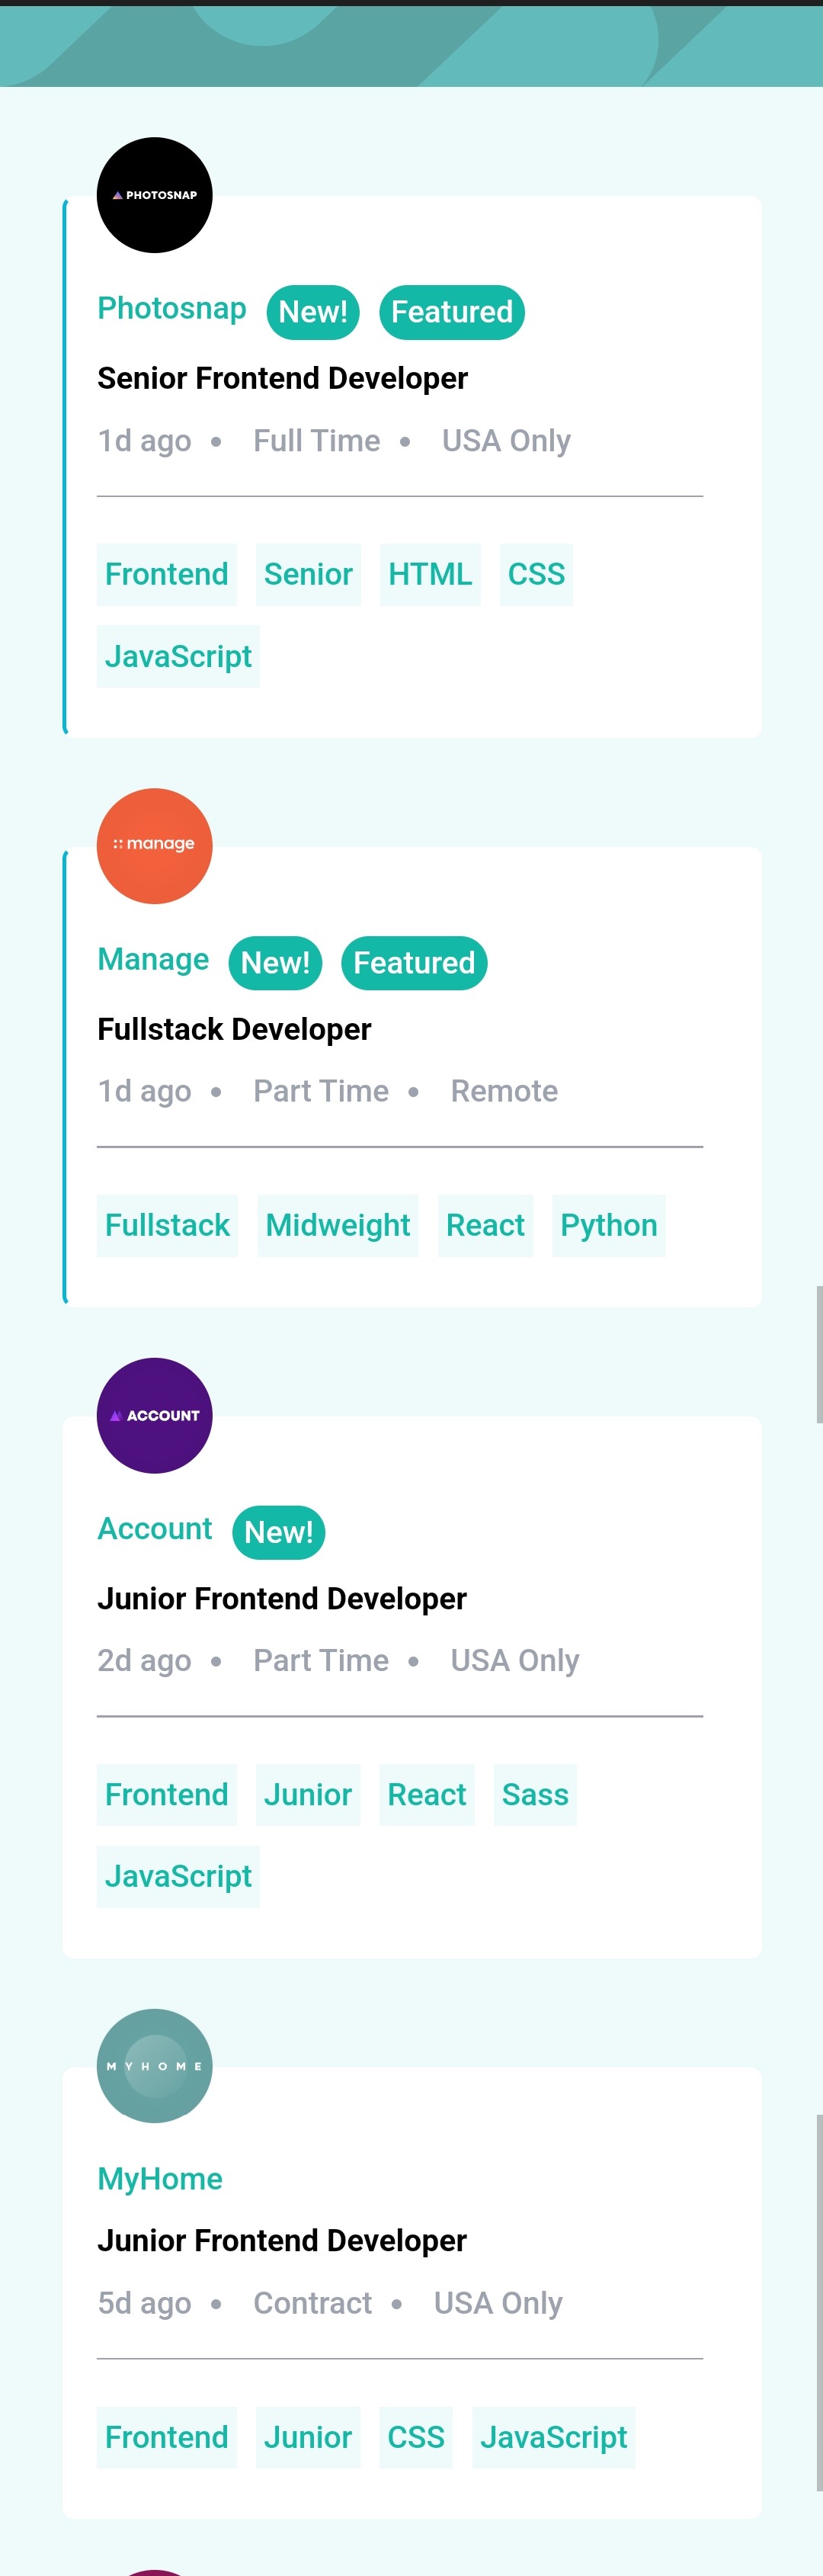 PHOTOSNAP
Photosnap New! Featured
Senior Frontend Developer
1d ago • Full Time • USA Only
Frontend Senior HTML CSS
JavaScript
manage
Manage New! Featured
Fullstack Developer
1d ago • Part Time • Remote
Fullstack Midweight React Python
ACCOUNT
Account New!
Junior Frontend Developer
2d ago • Part Time • USA Only
Frontend Junior React Sass
JavaScript
MYHOME
MyHome
Junior Frontend Developer
5d ago • Contract • USA Only
Frontend Junior CSS JavaScript